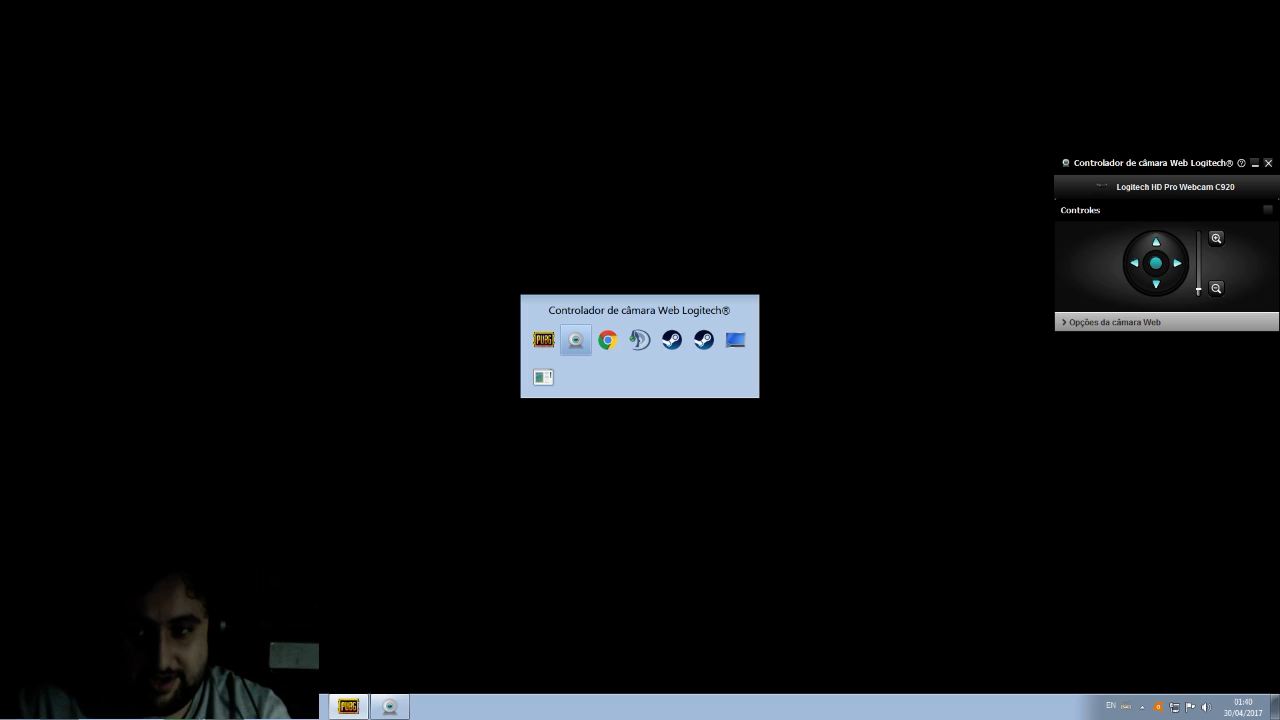 Controlador de câmara Web Logitech®
Logitech HD Pro Webcam C920
Controles
Opções da câmara Web
Controlador de câmara Web Logitech®
PUBG
PUBG
EN
01:40
30/04/2017